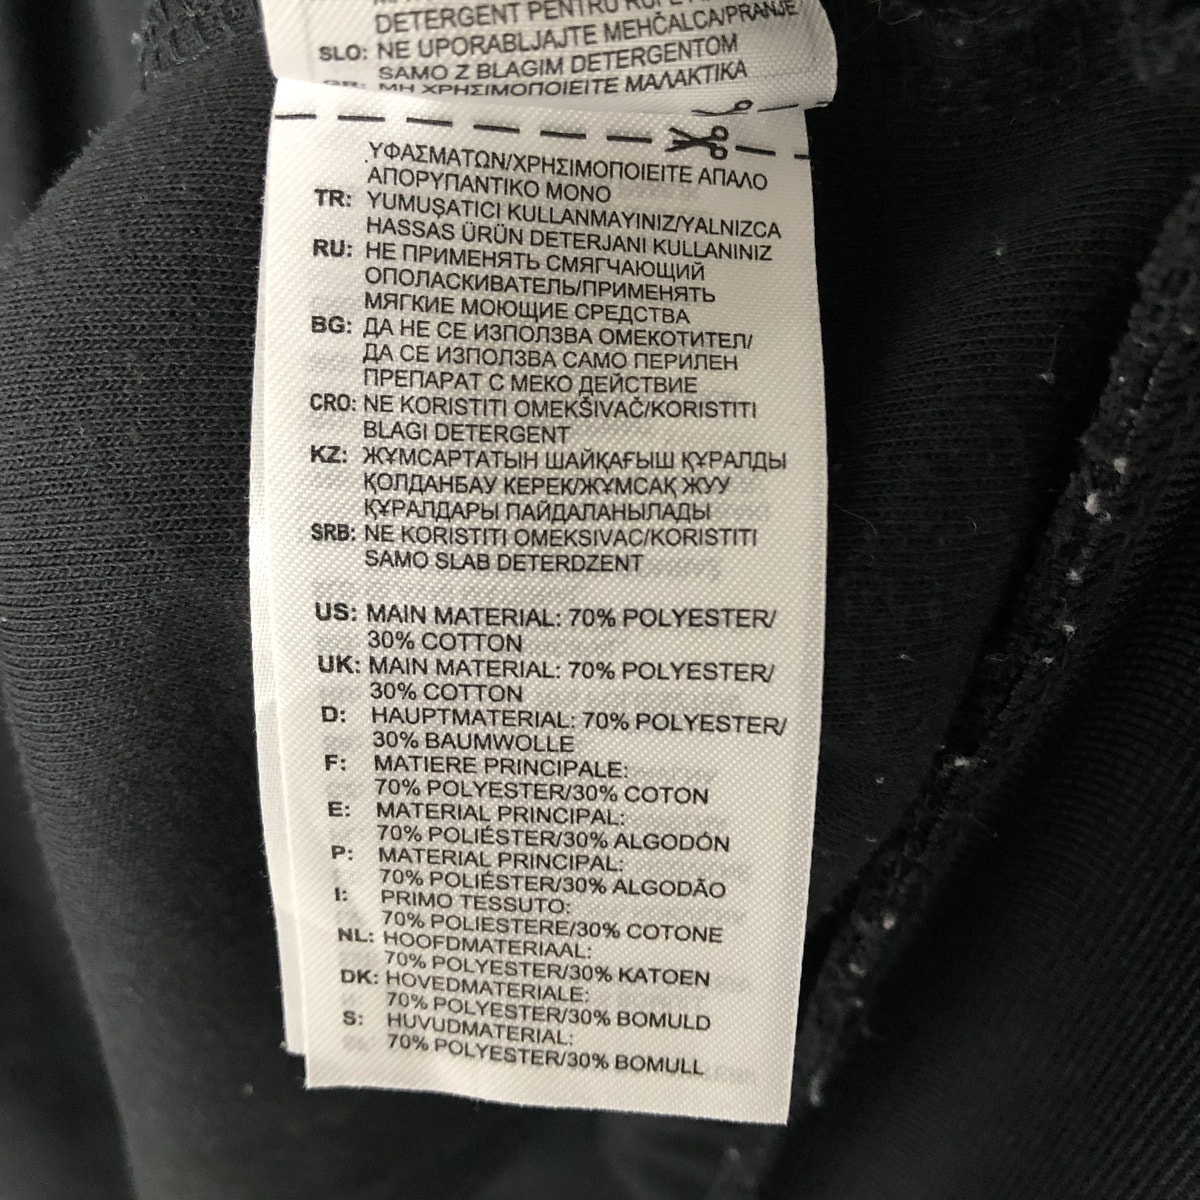 DETERGENT PENTRU
SLO: NE UPORABLJAJTE MEHČALCA/PRANJE
SAMO Z BLAGIM DETERGENTOM
ΜΗ ΧΡΗΣΙΜΟΠΟΙΕΙΤΕ ΜΑΛΑΚΤΙΚΑ
ΥΦΑΣΜΑΤΩΝ/ΧΡΗΣΙΜΟΠΟΙΕΙΤΕ ΑΠΑΛΟ
ΑΠΟΡΥΠΑΝΤΙΚΟ ΜΟΝΟ
TR: YUMUŞATICI KULLANMAYINIZ/YALNIZCA
HASSAS ÜRÜN DETERJANI KULLANINIZ
RU: НЕ ПРИМЕНЯТЬ СМЯГЧАЮЩИЙ
ОПОЛАСКИВАТЕЛЬ/ПРИМЕНЯТЬ
МЯГКИЕ МОЮЩИЕ СРЕДСТВА
BG: ДА НЕ СЕ ИЗПОЛЗВА ОМЕКОТИТЕЛ/
ДА СЕ ИЗПОЛЗВА САМО ПЕРИЛЕН
ПРЕПАРАТ С МЕКО ДЕЙСТВИЕ
CRO: NE KORISTITI OMEKŠIVAČ/KORISTITI
BLAGI DETERGENT
KZ: ЖҰМСАРТАТЫН ШАЙҚАҒЫШ ҚҰРАЛДЫ
ҚОЛДАНБАУ КЕРЕК/ЖҰМСАҚ ЖУУ
ҚҰРАЛДАРЫ ПАЙДАЛАНЫЛАДЫ
SRB: NE KORISTITI OMEKSIVAC/KORISTITI
SAMO SLAB DETERDZENT
US: MAIN MATERIAL: 70% POLYESTER/
30% COTTON
UK: MAIN MATERIAL: 70% POLYESTER/
30% COTTON
D: HAUPTMATERIAL: 70% POLYESTER/
30% BAUMWOLLE
F: MATIERE PRINCIPALE:
70% POLYESTER/30% COTON
E: MATERIAL PRINCIPAL:
70% POLIÉSTER/30% ALGODÓN
P: MATERIAL PRINCIPAL:
70% POLIÉSTER/30% ALGODÃO
I: PRIMO TESSUTO:
70% POLIESTERE/30% COTONE
NL: HOOFDMATERIAAL:
70% POLYESTER/30% KATOEN
DK: HOVEDMATERIALE:
70% POLYESTER/30% BOMULD
S: HUVUDMATERIAL:
70% POLYESTER/30% BOMULL